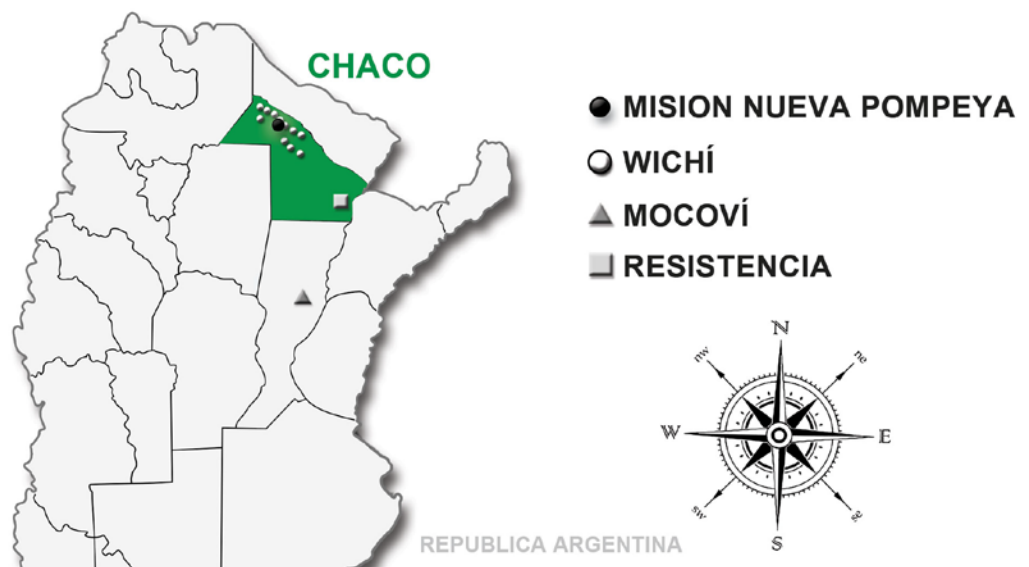 CHACO
MISION NUEVA POMPEYA
WICHÍ
MOCOVÍ
RESISTENCIA
N
nw
ne
W
E
sw
se
S
REPUBLICA ARGENTINA